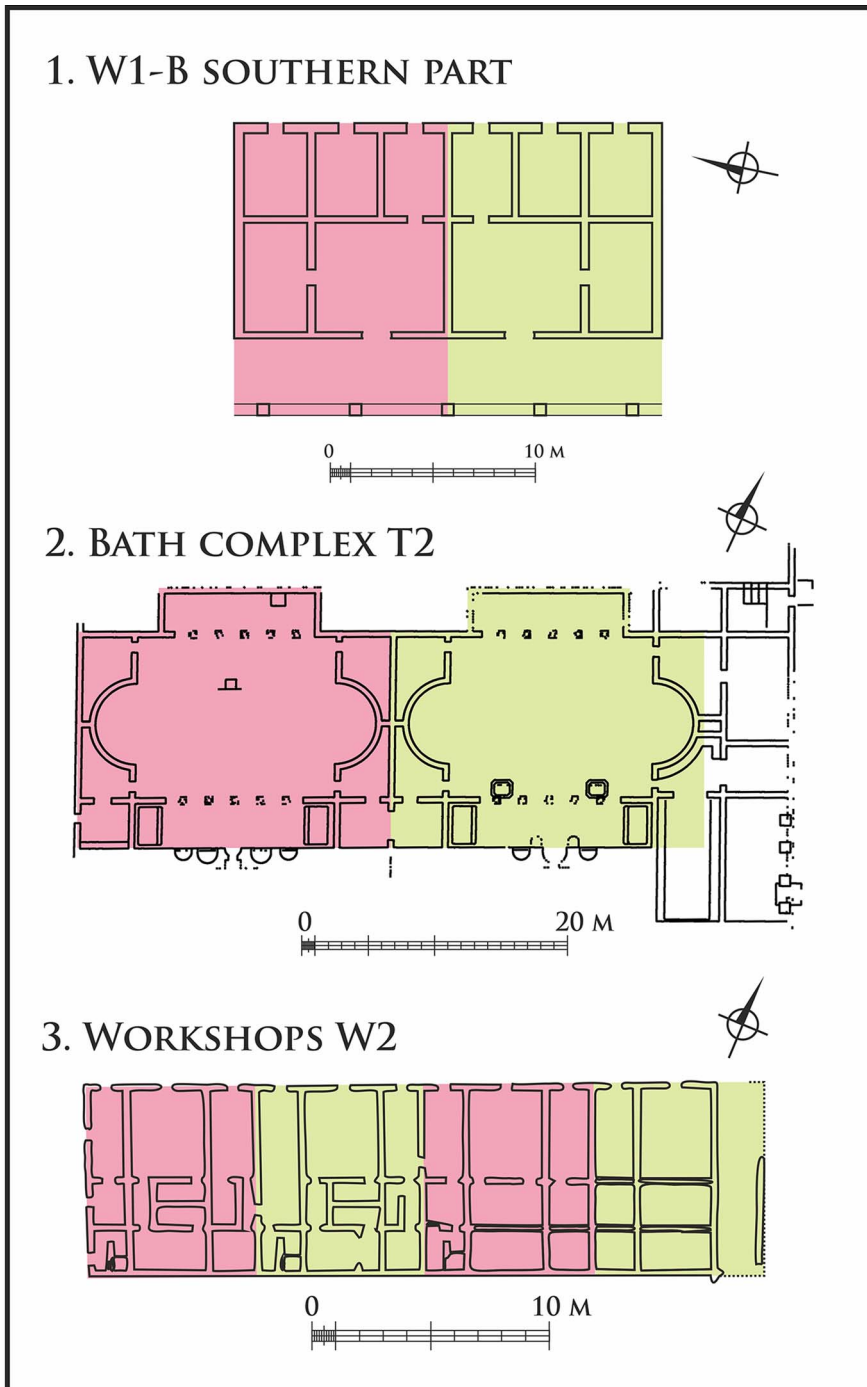 1. W1-B SOUTHERN PART
0 10 M
2. BATH COMPLEX T2
0 20 M
3. WORKSHOPS W2
0 10 M